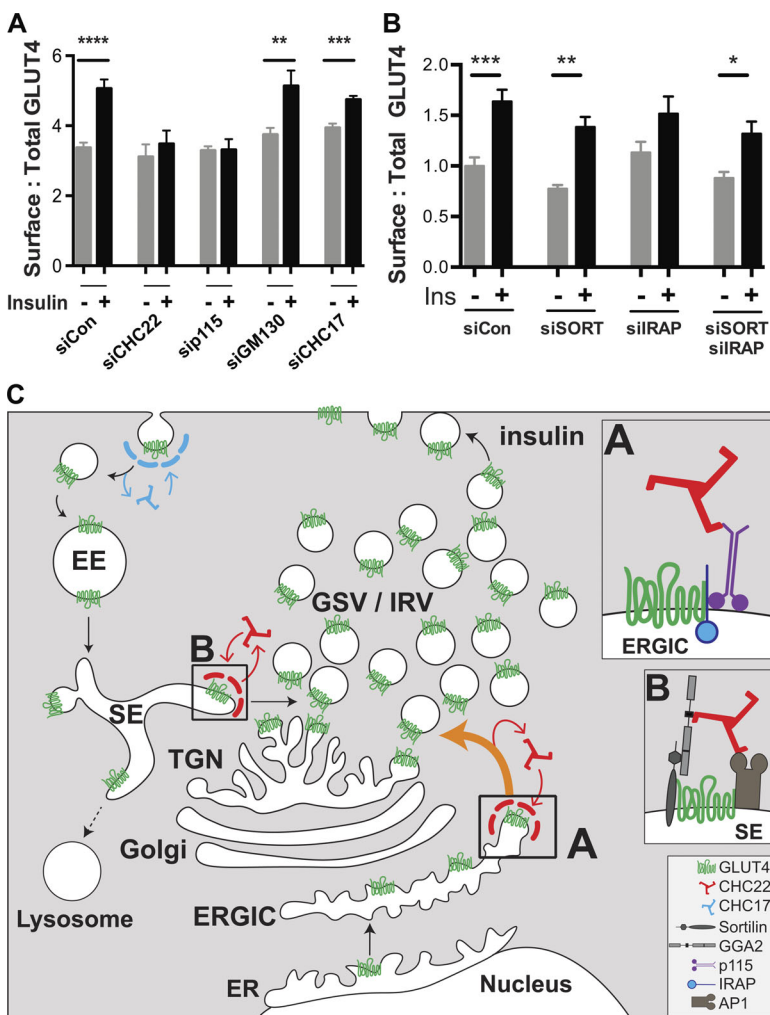 A
Surface : Total GLUT4
6
4
2
0
**** ** ***
Insulin - + - + - + - + - +
siCon siCHC22 sip115 siGM130 siCHC17
B
Surface : Total GLUT4
2.0
1.5
1.0
0.5
0.0
*** ** *
Ins - + - + - + - +
siCon siSORT siIRAP siSORT
siIRAP
C
insulin
EE
GSV / IRV
B
SE
TGN
Golgi
A
Lysosome
ERGIC
ER
Nucleus
A
ERGIC
B
SE
GLUT4
CHC22
CHC17
Sortilin
GGA2
p115
IRAP
AP1